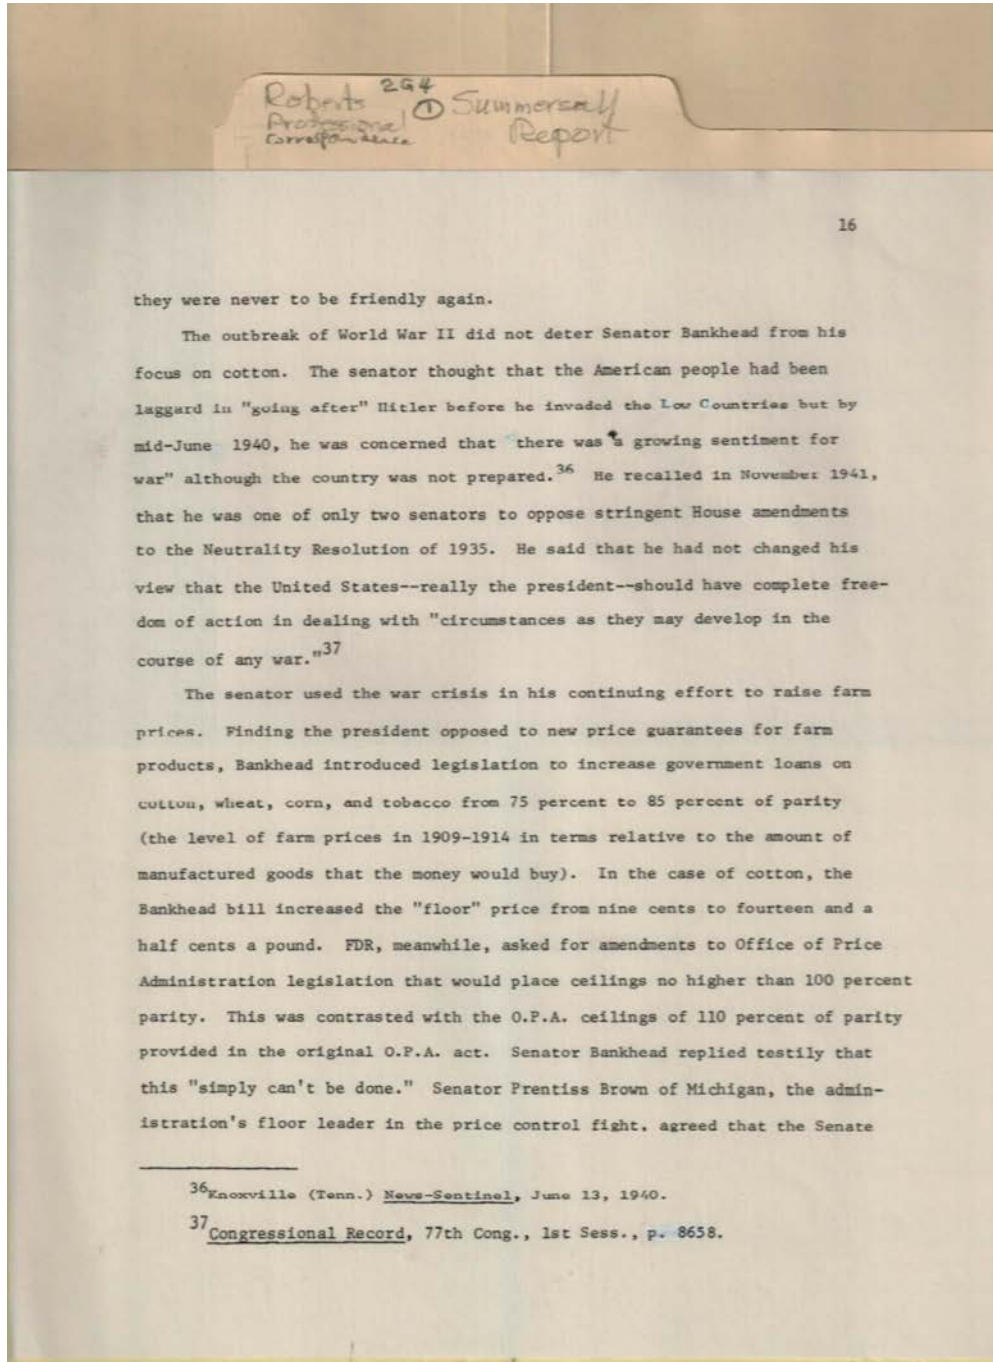 2G4
Roberts ① Summersell
Professional Report
Correspondence
16
they were never to be friendly again.
The outbreak of World War II did not deter Senator Bankhead from his
focus on cotton. The senator thought that the American people had been
laggard in "going after" Hitler before he invaded the Low Countries but by
mid-June 1940, he was concerned that "there was a growing sentiment for
war" although the country was not prepared.36 He recalled in November 1941,
that he was one of only two senators to oppose stringent House amendments
to the Neutrality Resolution of 1935. He said that he had not changed his
view that the United States--really the president--should have complete free-
dom of action in dealing with "circumstances as they may develop in the
course of any war."37
The senator used the war crisis in his continuing effort to raise farm
prices. Finding the president opposed to new price guarantees for farm
products, Bankhead introduced legislation to increase government loans on
cotton, wheat, corn, and tobacco from 75 percent to 85 percent of parity
(the level of farm prices in 1909-1914 in terms relative to the amount of
manufactured goods that the money would buy). In the case of cotton, the
Bankhead bill increased the "floor" price from nine cents to fourteen and a
half cents a pound. FDR, meanwhile, asked for amendments to Office of Price
Administration legislation that would place ceilings no higher than 100 percent
parity. This was contrasted with the O.P.A. ceilings of 110 percent of parity
provided in the original O.P.A. act. Senator Bankhead replied testily that
this "simply can't be done." Senator Prentiss Brown of Michigan, the admin-
istration's floor leader in the price control fight, agreed that the Senate
36Knoxville (Tenn.) News-Sentinel, June 13, 1940.
37Congressional Record, 77th Cong., 1st Sess., p. 8658.